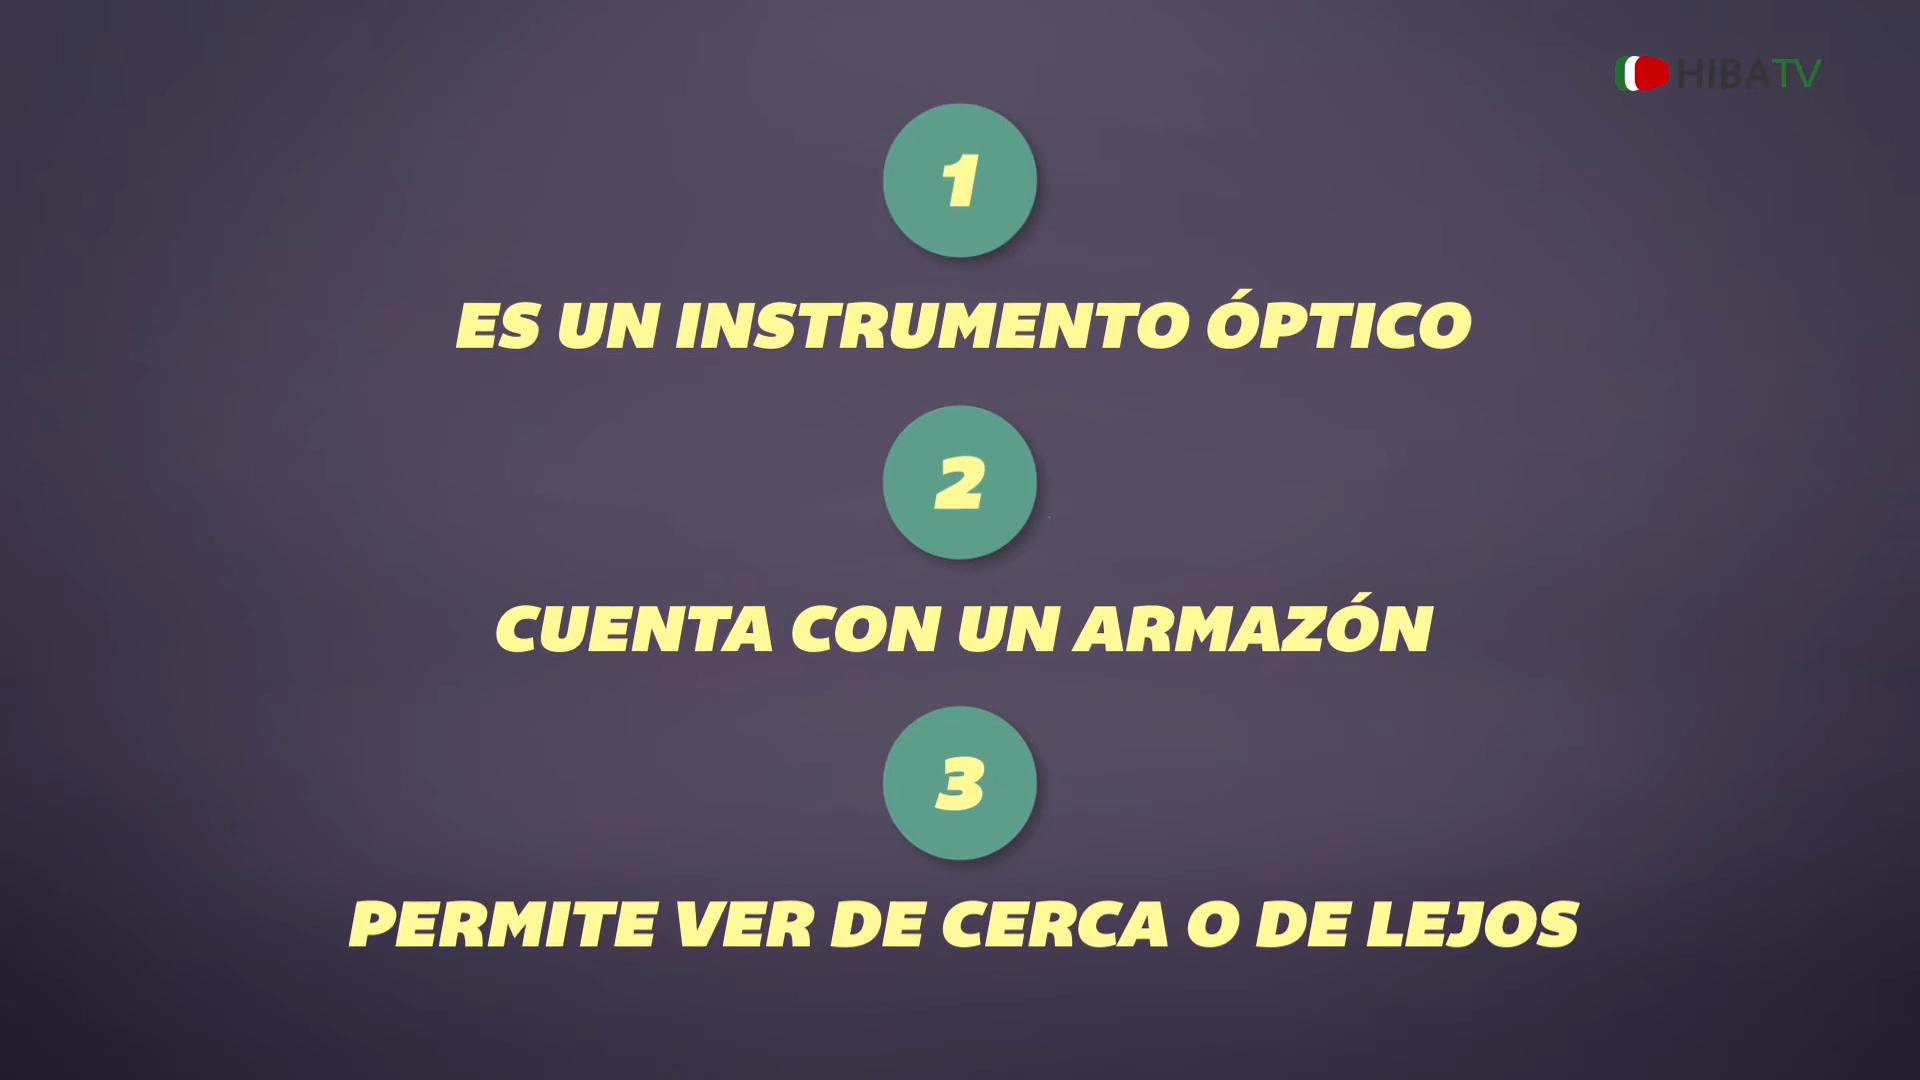 HIBATV
1
ES UN INSTRUMENTO ÓPTICO
2
CUENTA CON UN ARMAZÓN
3
PERMITE VER DE CERCA O DE LEJOS